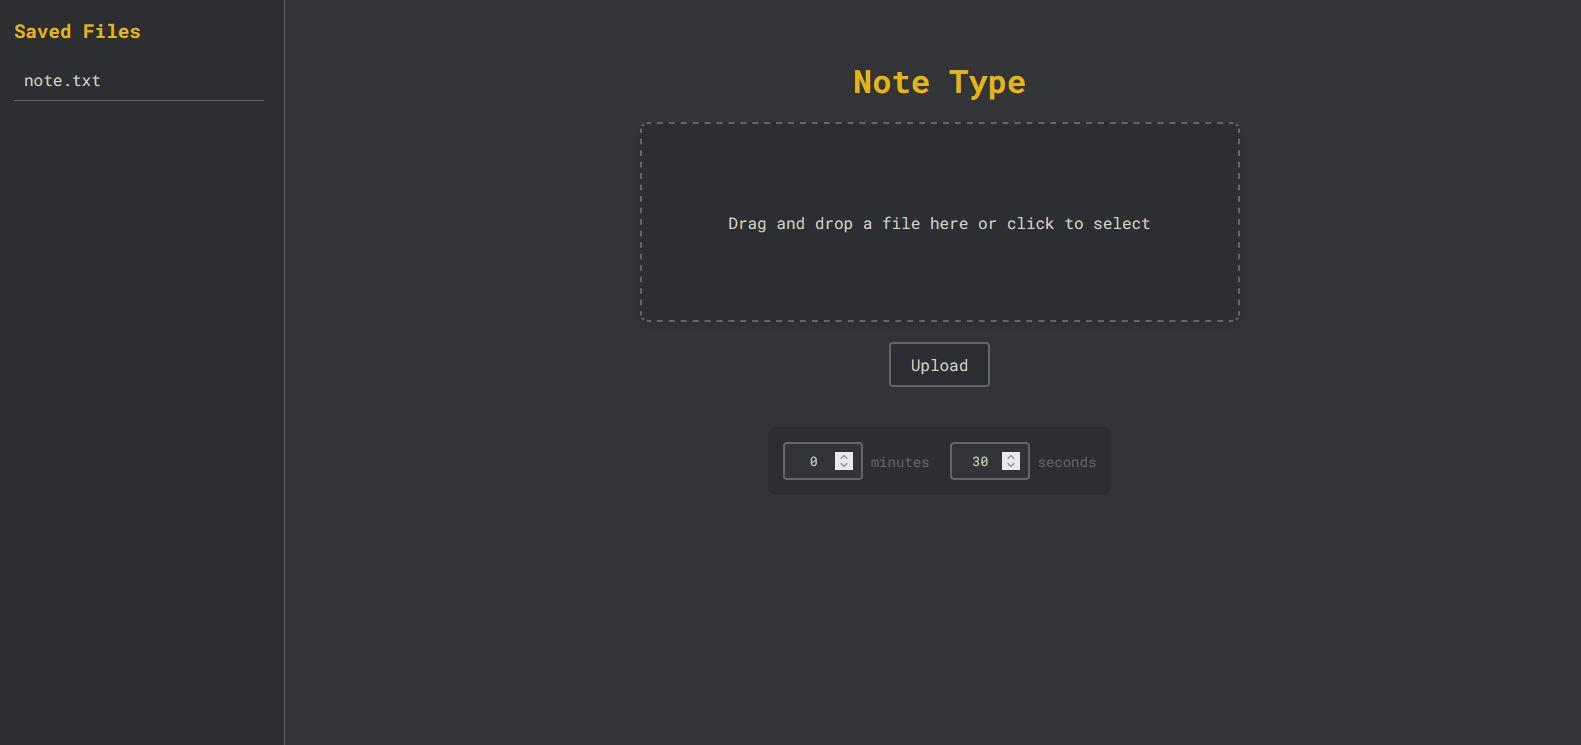 Saved Files
note.txt
Note Type
Drag and drop a file here or click to select
Upload
0 minutes 30 seconds